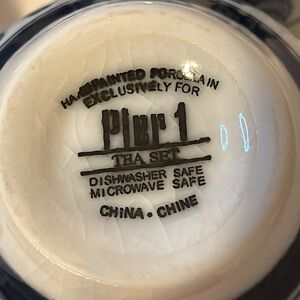 HANDPAINTED PORCELAIN
EXCLUSIVELY FOR
Pier 1
TEA SET
DISHWASHER SAFE
MICROWAVE SAFE
CHINA • CHINE